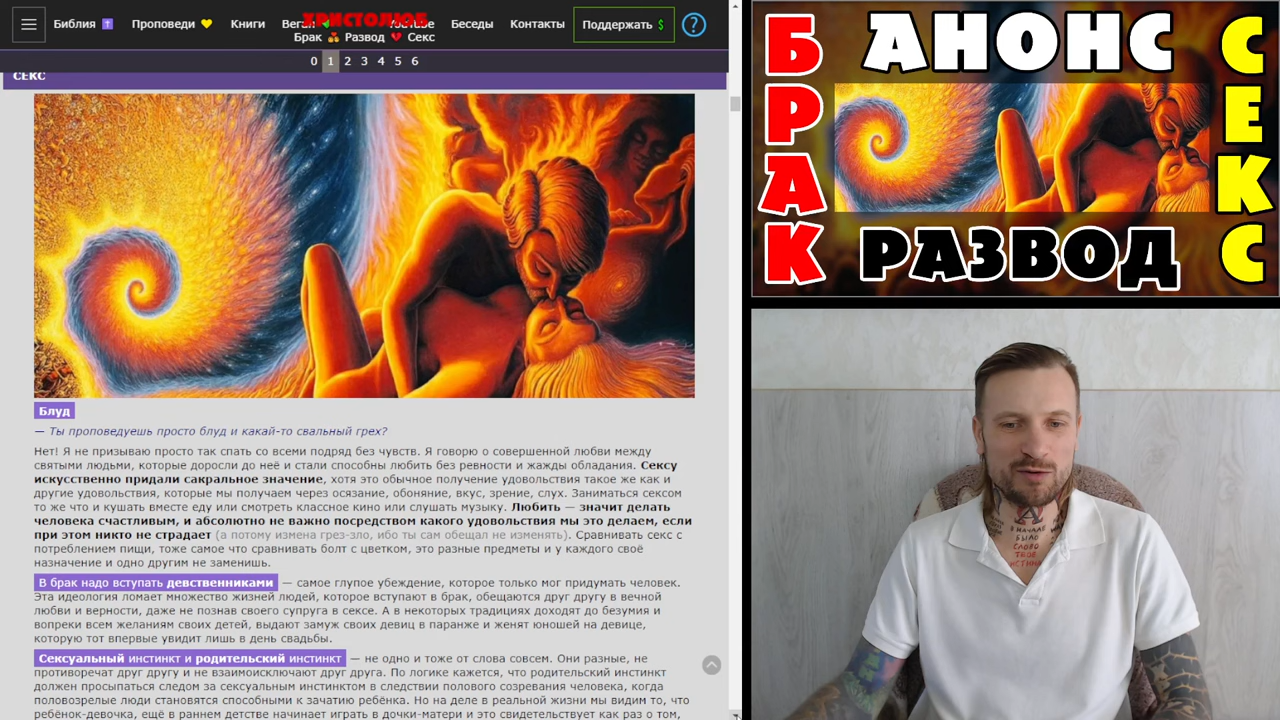 Библия
Проповеди
Книги
Веган
ХРИСТОЛЮБ
YouTube
Беседы
Контакты
Поддержать $
?
Брак Развод Секс
0 1 2 3 4 5 6
СЕКС
Блуд
— Ты проповедуешь просто блуд и какай-то свальный грех?
Нет! Я не призываю просто так спать со всеми подряд без чувств. Я говорю о совершенной любви между
святыми людьми, которые доросли до неё и стали способны любить без ревности и жажды обладания. Сексу
искусственно придали сакральное значение, хотя это обычное получение удовольствия такое же как и
другие удовольствия, которые мы получаем через осязание, обоняние, вкус, зрение, слух. Заниматься сексом
то же что и кушать вместе еду или смотреть классное кино или слушать музыку. Любить — значит делать
человека счастливым, и абсолютно не важно посредством какого удовольствия мы это делаем, если
при этом никто не страдает (а потому измена грех-зло, ибо ты сам обещал не изменять). Сравнивать секс с
потреблением пищи, тоже самое что сравнивать болт с цветком, это разные предметы и у каждого своё
назначение и одно другим не заменишь.
В брак надо вступать девственниками — самое глупое убеждение, которое только мог придумать человек.
Эта идеология ломает множество жизней людей, которое вступают в брак, обещаются друг другу в вечной
любви и верности, даже не познав своего супруга в сексе. А в некоторых традициях доходят до безумия и
вопреки всем желаниям своих детей, выдают замуж своих девиц в паранже и женят юношей на девице,
которую тот впервые увидит лишь в день свадьбы.
Сексуальный инстинкт и родительский инстинкт — не одно и тоже от слова совсем. Они разные, не
противоречат друг другу и не взаимоисключают друг друга. По логике кажется, что родительский инстинкт
должен просыпаться следом за сексуальным инстинктом в следствии полового созревания человека, когда
половозрелые люди становятся способными к зачатию ребёнка. Но на деле в реальной жизни мы видим то, что
ребёнок-девочка, ещё в раннем детстве начинает играть в дочки-матери и это свидетельствует как раз о том,
БРАК
АНОНС
СЕКС
РАЗВОД
В НАЧАЛЕ
БЫЛО
СЛОВО
ТВОЁ
ИСТИНА